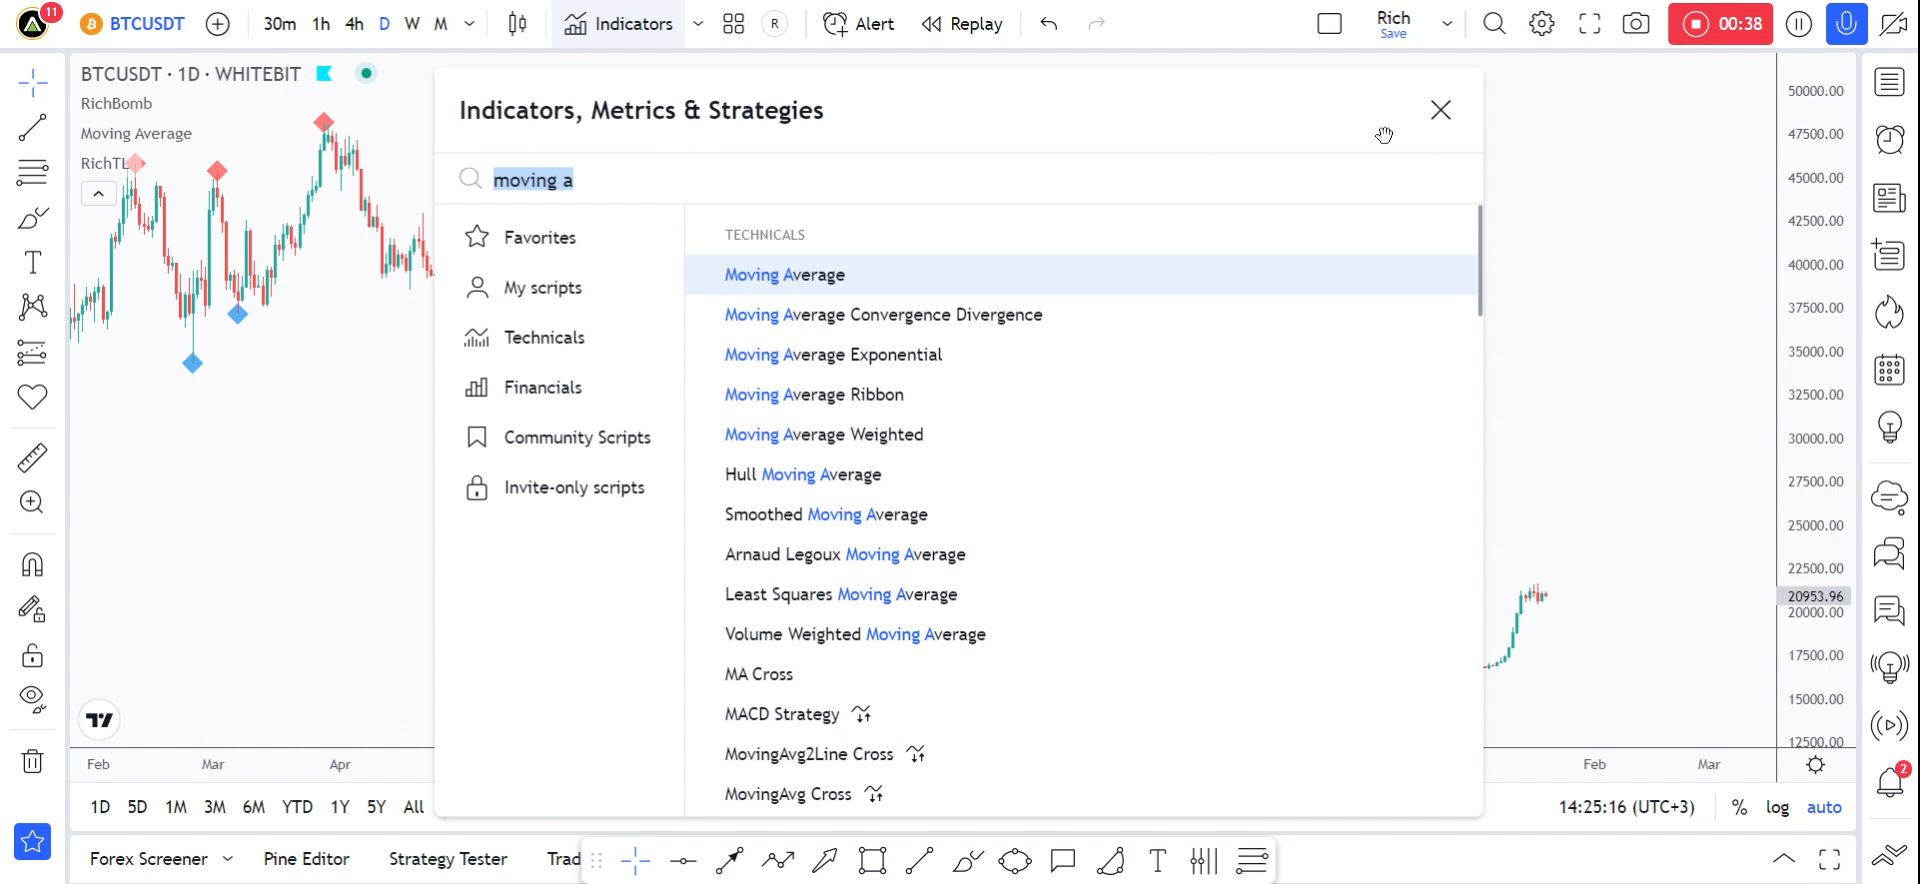 11
BTCUSDT
30m 1h 4h D W M
Indicators
R
Alert
Replay
Rich
Save
00:38
BTCUSDT · 1D · WHITEBIT
RichBomb
Moving Average
RichTL
Indicators, Metrics & Strategies
moving a
Favorites
My scripts
Technicals
Financials
Community Scripts
Invite-only scripts
TECHNICALS
Moving Average
Moving Average Convergence Divergence
Moving Average Exponential
Moving Average Ribbon
Moving Average Weighted
Hull Moving Average
Smoothed Moving Average
Arnaud Legoux Moving Average
Least Squares Moving Average
Volume Weighted Moving Average
MA Cross
MACD Strategy
MovingAvg2Line Cross
MovingAvg Cross
50000.00
47500.00
45000.00
42500.00
40000.00
37500.00
35000.00
32500.00
30000.00
27500.00
25000.00
22500.00
20953.96
20000.00
17500.00
15000.00
12500.00
Feb Mar Apr Feb Mar
1D 5D 1M 3M 6M YTD 1Y 5Y All
14:25:16 (UTC+3) % log auto
2
Forex Screener Pine Editor Strategy Tester Trad